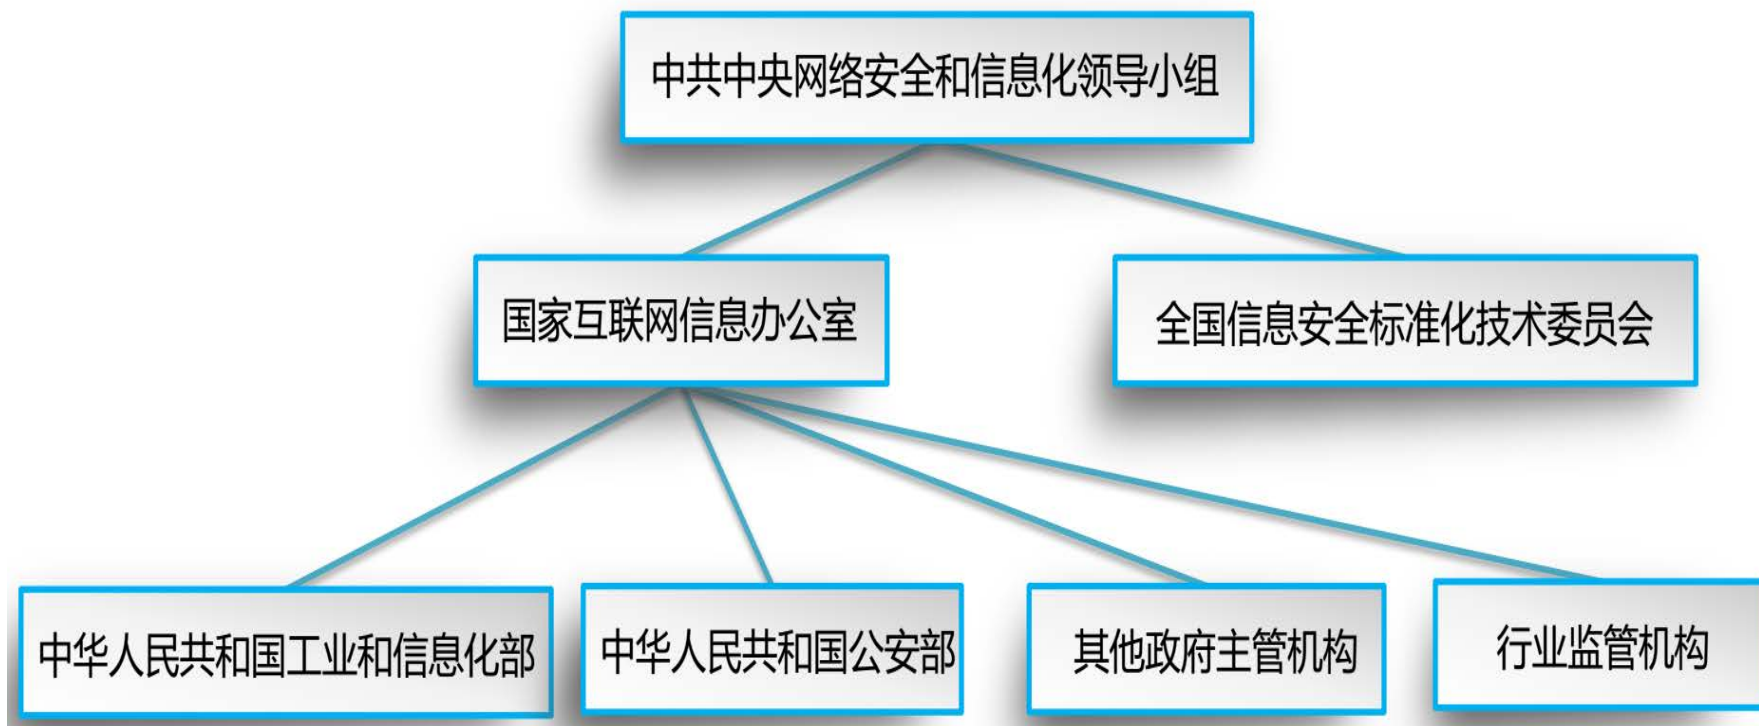 中共中央网络安全和信息化领导小组
国家互联网信息办公室
全国信息安全标准化技术委员会
中华人民共和国工业和信息化部
中华人民共和国公安部
其他政府主管机构
行业监管机构